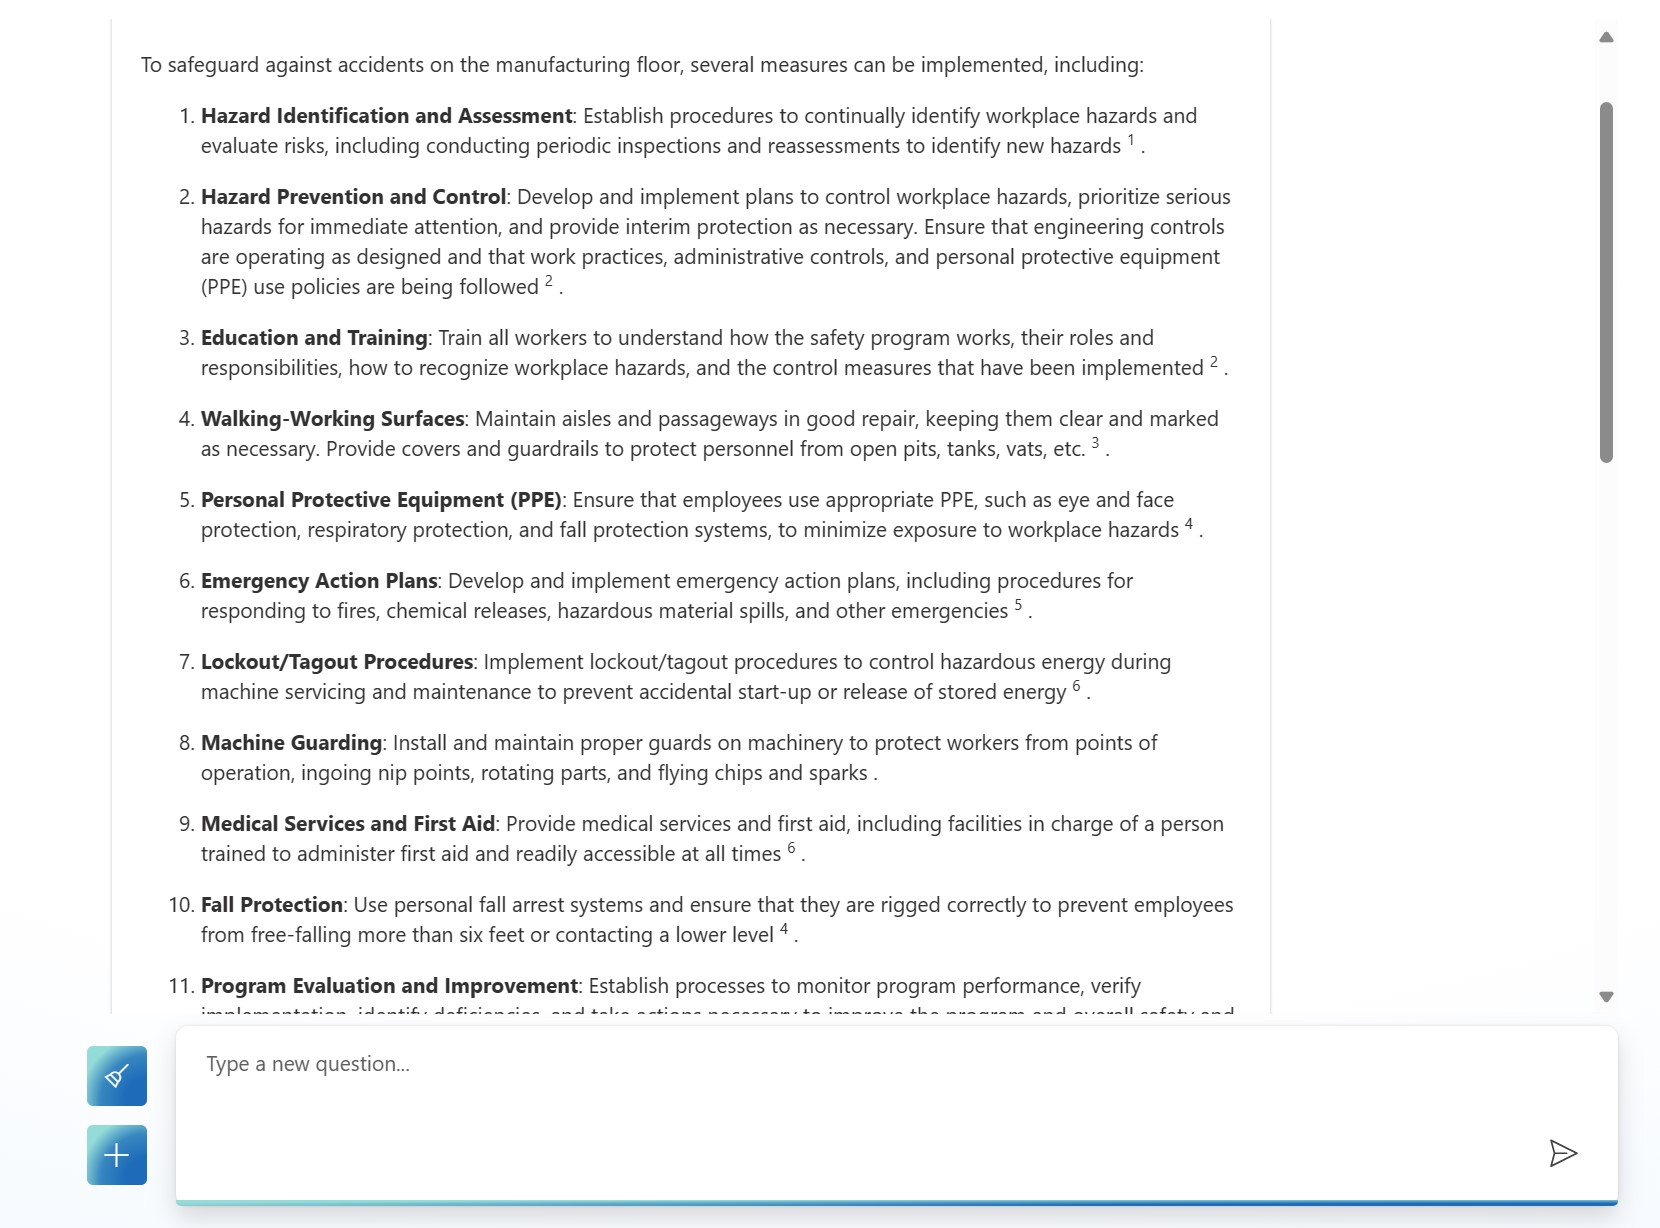 To safeguard against accidents on the manufacturing floor, several measures can be implemented, including:
1. Hazard Identification and Assessment: Establish procedures to continually identify workplace hazards and
evaluate risks, including conducting periodic inspections and reassessments to identify new hazards 1 .
2. Hazard Prevention and Control: Develop and implement plans to control workplace hazards, prioritize serious
hazards for immediate attention, and provide interim protection as necessary. Ensure that engineering controls
are operating as designed and that work practices, administrative controls, and personal protective equipment
(PPE) use policies are being followed 2 .
3. Education and Training: Train all workers to understand how the safety program works, their roles and
responsibilities, how to recognize workplace hazards, and the control measures that have been implemented 2 .
4. Walking-Working Surfaces: Maintain aisles and passageways in good repair, keeping them clear and marked
as necessary. Provide covers and guardrails to protect personnel from open pits, tanks, vats, etc. 3 .
5. Personal Protective Equipment (PPE): Ensure that employees use appropriate PPE, such as eye and face
protection, respiratory protection, and fall protection systems, to minimize exposure to workplace hazards 4 .
6. Emergency Action Plans: Develop and implement emergency action plans, including procedures for
responding to fires, chemical releases, hazardous material spills, and other emergencies 5 .
7. Lockout/Tagout Procedures: Implement lockout/tagout procedures to control hazardous energy during
machine servicing and maintenance to prevent accidental start-up or release of stored energy 6 .
8. Machine Guarding: Install and maintain proper guards on machinery to protect workers from points of
operation, ingoing nip points, rotating parts, and flying chips and sparks .
9. Medical Services and First Aid: Provide medical services and first aid, including facilities in charge of a person
trained to administer first aid and readily accessible at all times 6 .
10. Fall Protection: Use personal fall arrest systems and ensure that they are rigged correctly to prevent employees
from free-falling more than six feet or contacting a lower level 4 .
11. Program Evaluation and Improvement: Establish processes to monitor program performance, verify
implementation, identify deficiencies, and take actions necessary to improve the program and overall safety and
Type a new question...